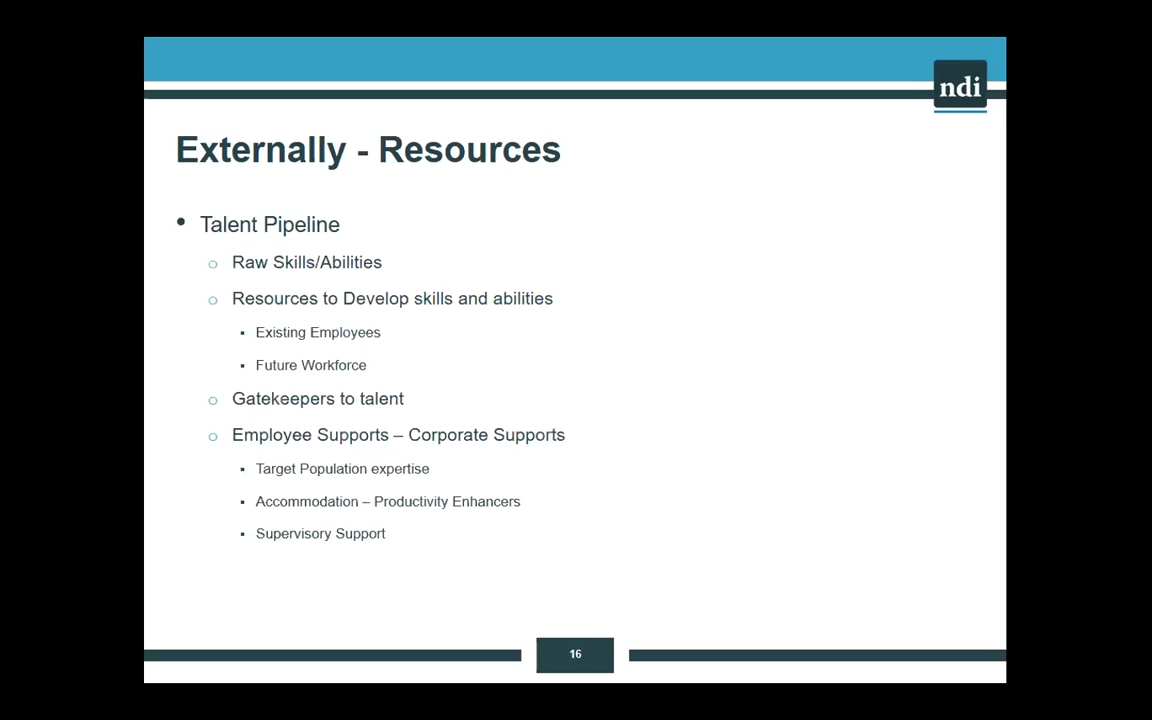 ndi
Externally - Resources
• Talent Pipeline
o Raw Skills/Abilities
o Resources to Develop skills and abilities
▪ Existing Employees
▪ Future Workforce
o Gatekeepers to talent
o Employee Supports – Corporate Supports
▪ Target Population expertise
▪ Accommodation – Productivity Enhancers
▪ Supervisory Support
16